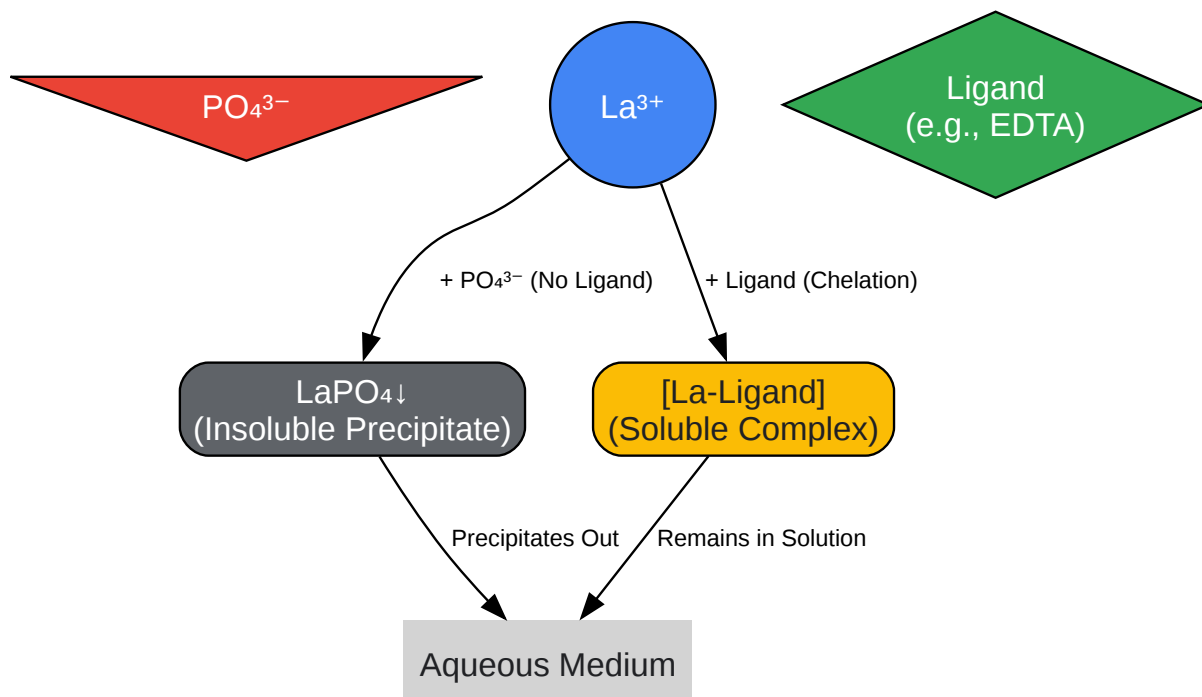 PO₄³⁻
La³⁺
Ligand
(e.g., EDTA)
+ PO₄³⁻ (No Ligand)
+ Ligand (Chelation)
LaPO₄↓
(Insoluble Precipitate)
[La-Ligand]
(Soluble Complex)
Precipitates Out
Remains in Solution
Aqueous Medium